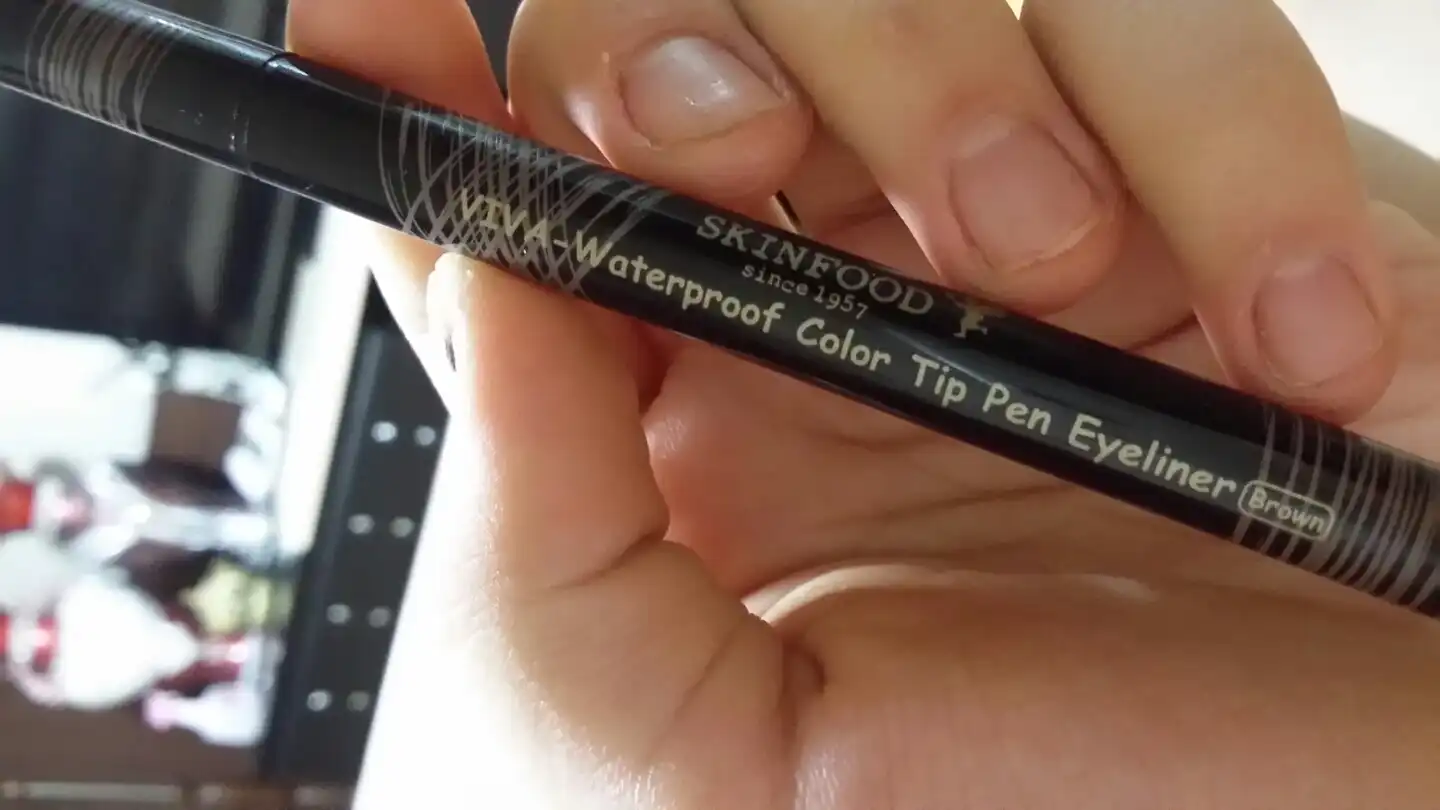 SKINFOOD
since 1957
VIVA-Waterproof Color Tip Pen Eyeliner Brown